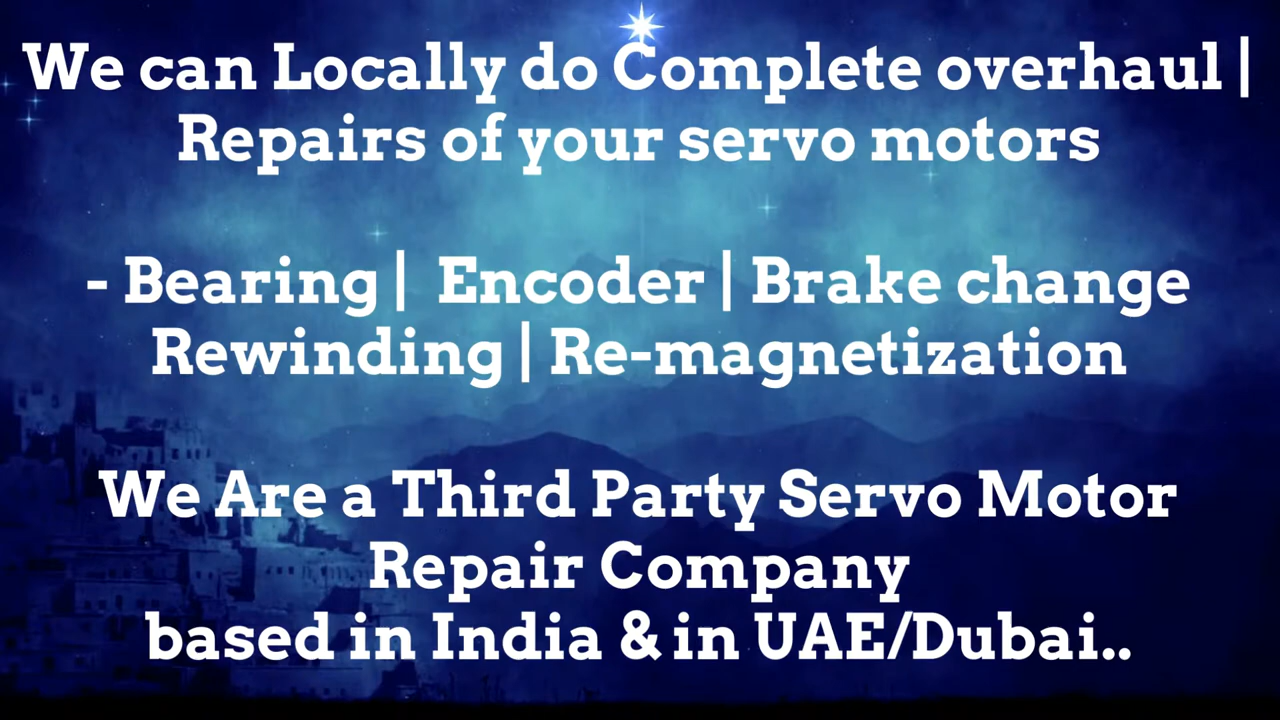 We can Locally do Complete overhaul |
Repairs of your servo motors
- Bearing | Encoder | Brake change
Rewinding | Re-magnetization
We Are a Third Party Servo Motor
Repair Company
based in India & in UAE/Dubai..